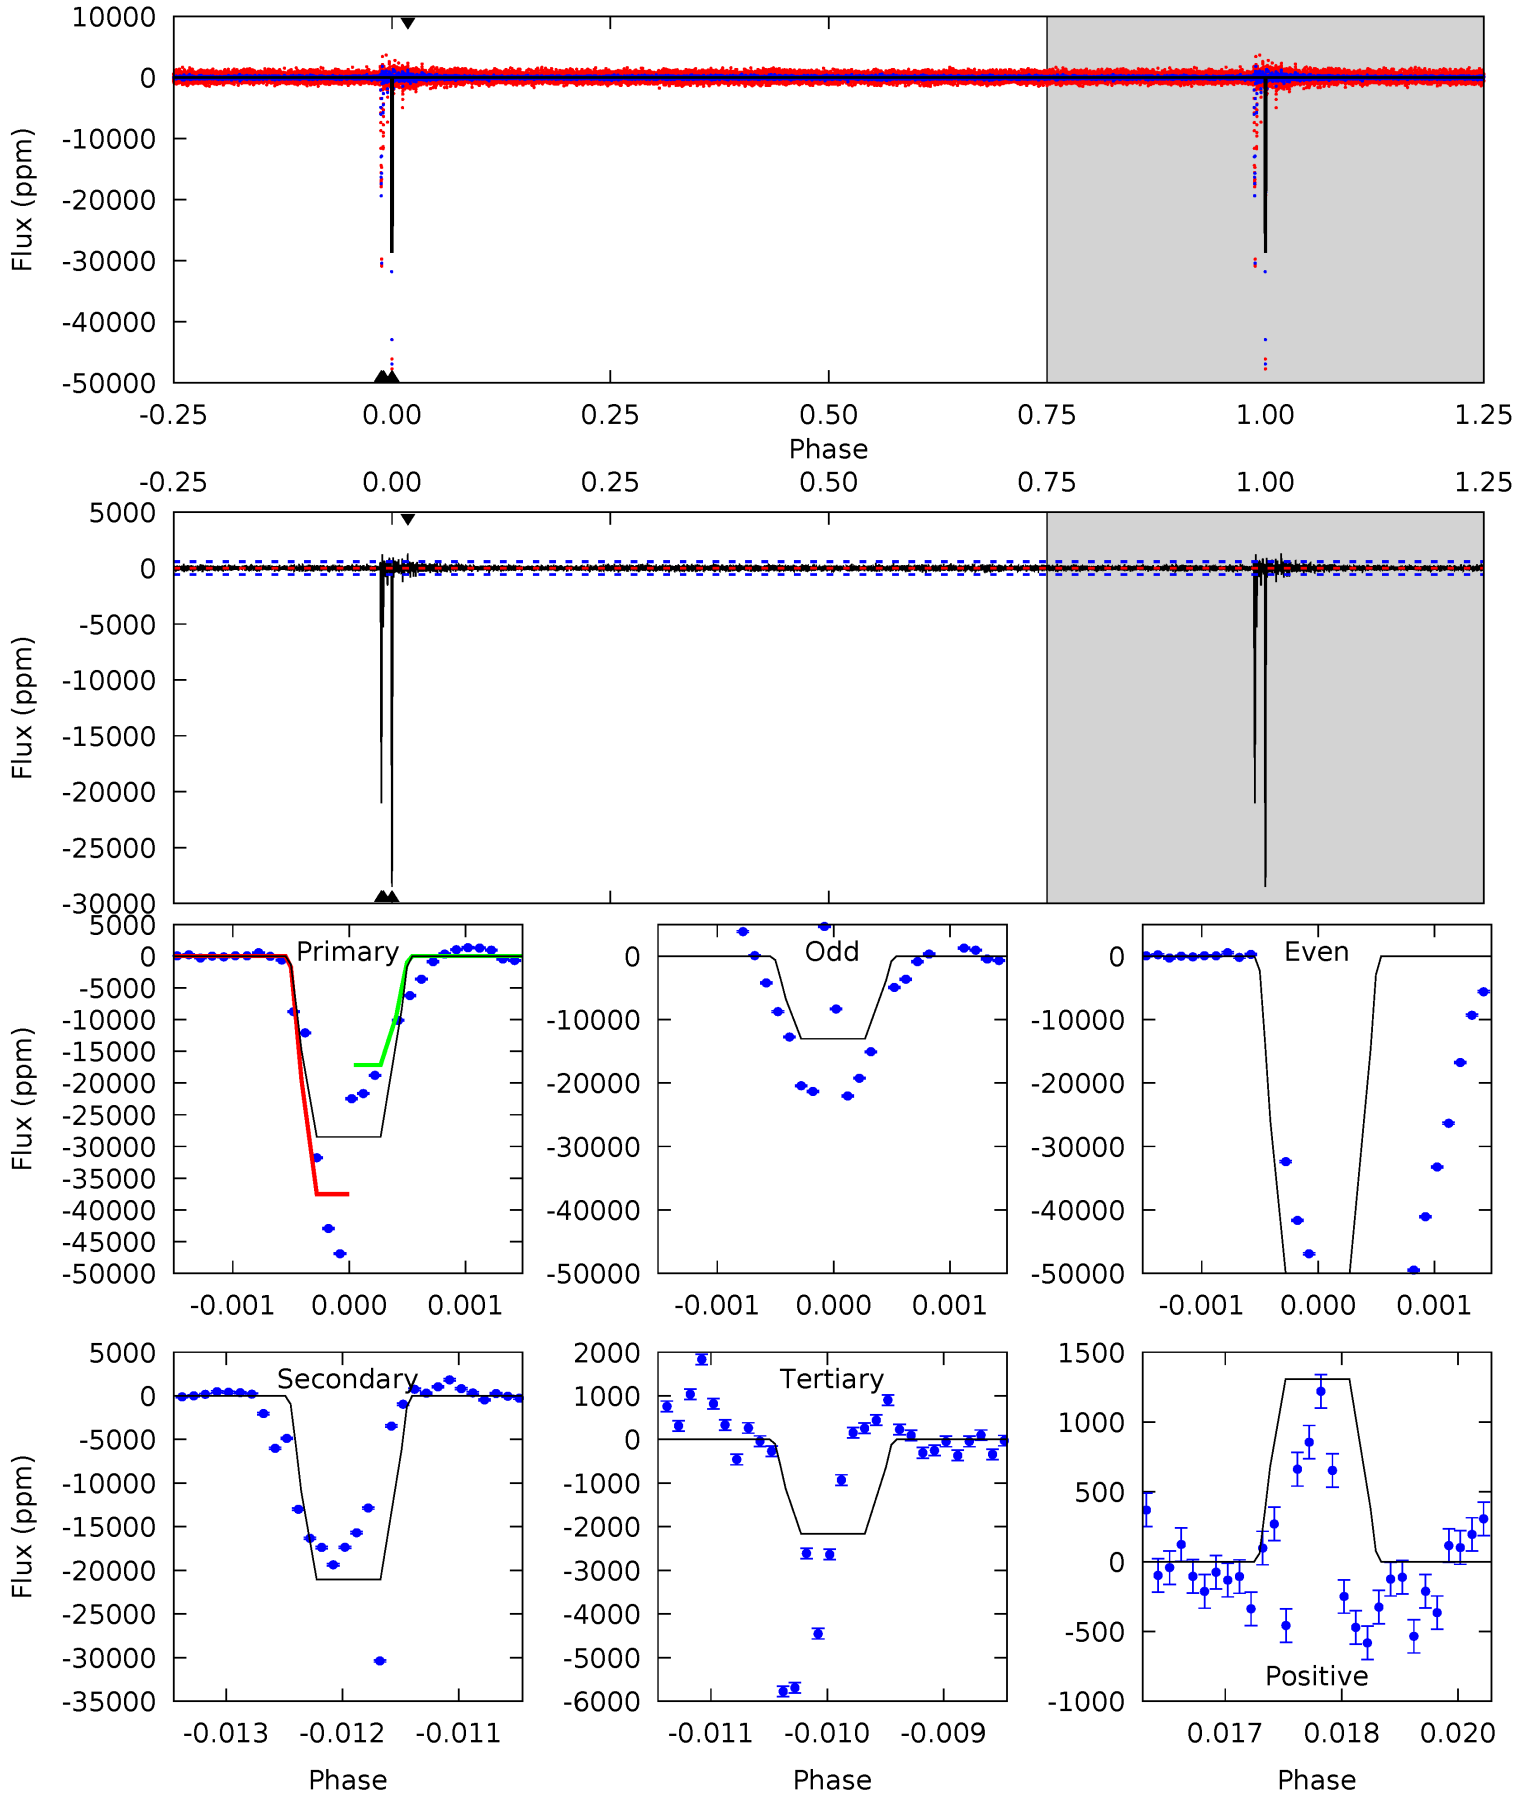 10000
0
-10000
-20000
-30000
-40000
-50000
Flux (ppm)
-0.25 0.00 0.25 0.50 0.75 1.00 1.25
Phase
-0.25 0.00 0.25 0.50 0.75 1.00 1.25
5000
0
-5000
-10000
-15000
-20000
-25000
-30000
Flux (ppm)
Primary
5000
0
-5000
-10000
-15000
-20000
-25000
-30000
-35000
-40000
-45000
-50000
Flux (ppm)
-0.001 0.000 0.001
Odd
0
-10000
-20000
-30000
-40000
-50000
-0.001 0.000 0.001
Even
0
-10000
-20000
-30000
-40000
-50000
-0.001 0.000 0.001
Secondary
5000
0
-5000
-10000
-15000
-20000
-25000
-30000
-35000
Flux (ppm)
-0.013 -0.012 -0.011
Phase
Tertiary
2000
1000
0
-1000
-2000
-3000
-4000
-5000
-6000
-0.011 -0.010 -0.009
Phase
1500
1000
500
0
-500
-1000
Positive
0.017 0.018 0.020
Phase